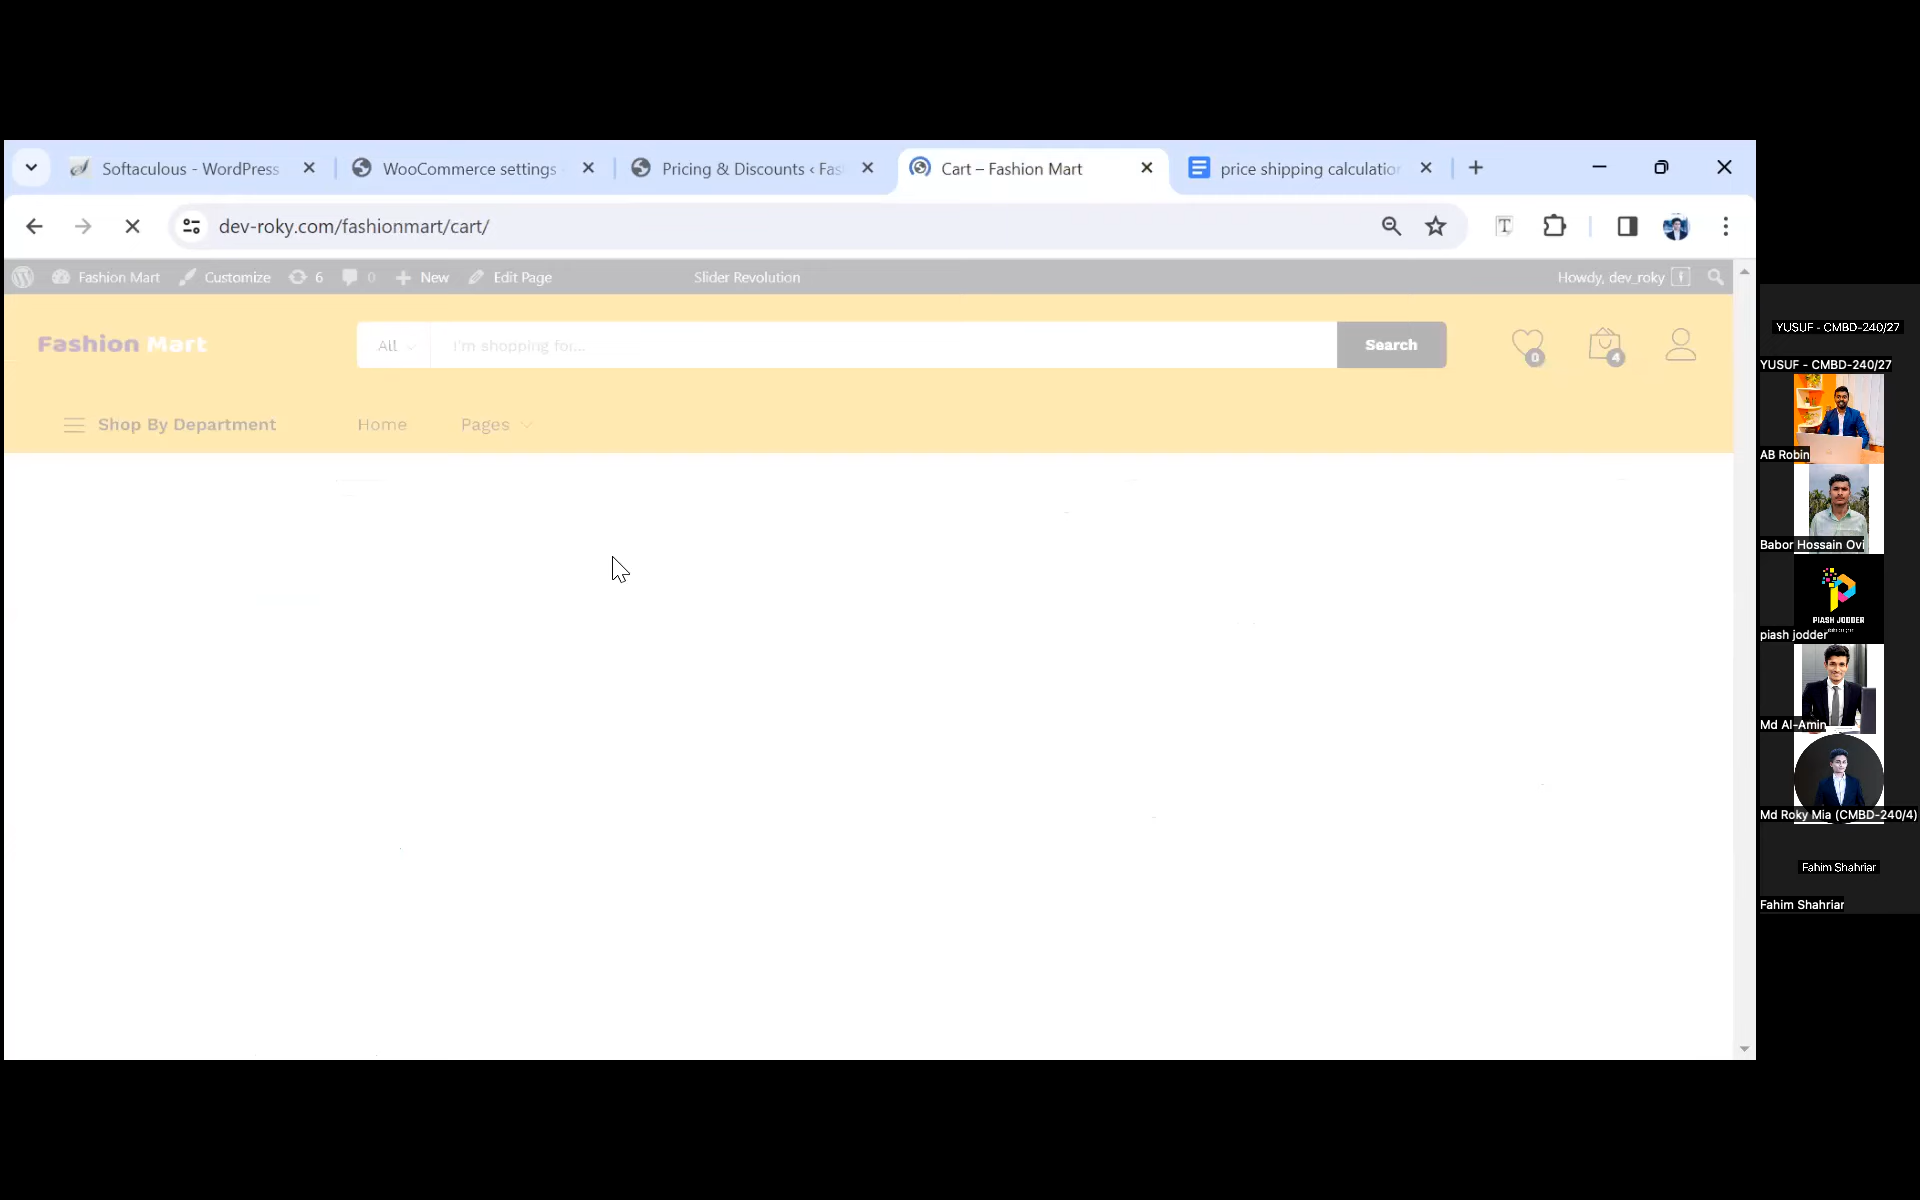 Softaculous - WordPress
WooCommerce settings
Pricing & Discounts ‹ Fas
Cart – Fashion Mart
price shipping calculation
dev-roky.com/fashionmart/cart/
Fashion Mart
Customize
6
0
New
Edit Page
Slider Revolution
Howdy, dev_roky
Fashion Mart
All
I'm shopping for...
Search
0
4
Shop By Department
Home
Pages
YUSUF - CMBD-240/27
YUSUF - CMBD-240/27
AB Robin
Babor Hossain Ovi
PIASH JODDER
piash jodder
Md Al-Amin
Md Roky Mia (CMBD-240/4)
Fahim Shahriar
Fahim Shahriar